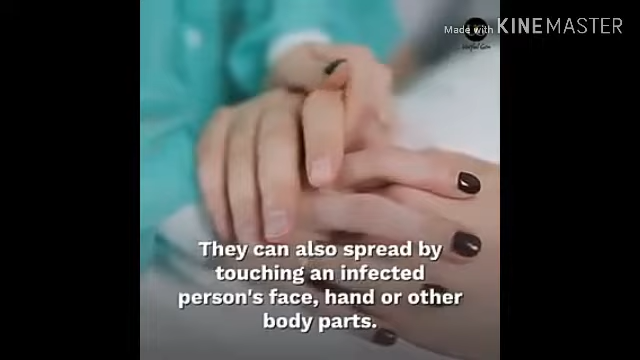 Made with KINEMASTER
They can also spread by
touching an infected
person's face, hand or other
body parts.